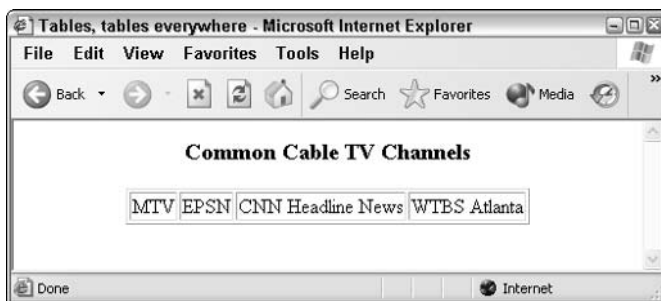 Tables, tables everywhere - Microsoft Internet Explorer
File Edit View Favorites Tools Help
Back Search Favorites Media »
Common Cable TV Channels
MTV EPSN CNN Headline News WTBS Atlanta
Done Internet